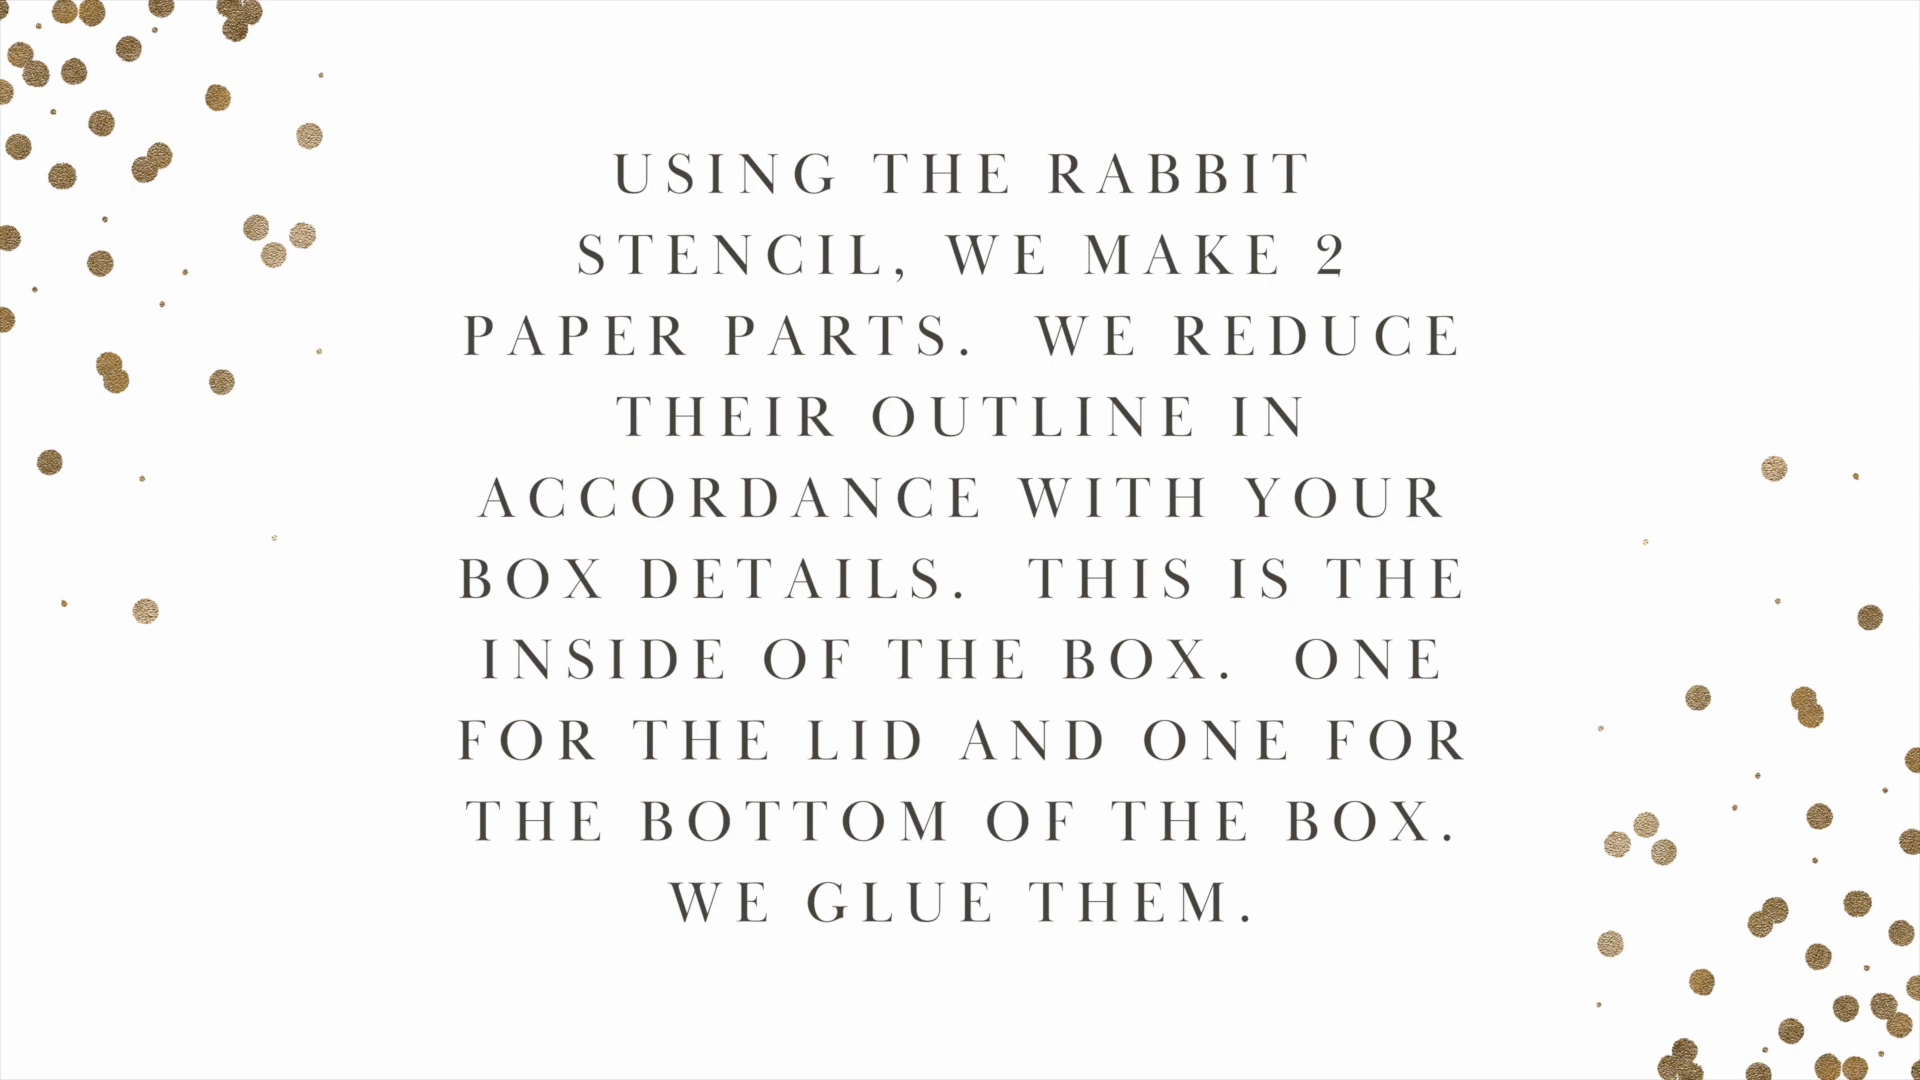 USING THE RABBIT
STENCIL, WE MAKE 2
PAPER PARTS. WE REDUCE
THEIR OUTLINE IN
ACCORDANCE WITH YOUR
BOX DETAILS. THIS IS THE
INSIDE OF THE BOX. ONE
FOR THE LID AND ONE FOR
THE BOTTOM OF THE BOX.
WE GLUE THEM.